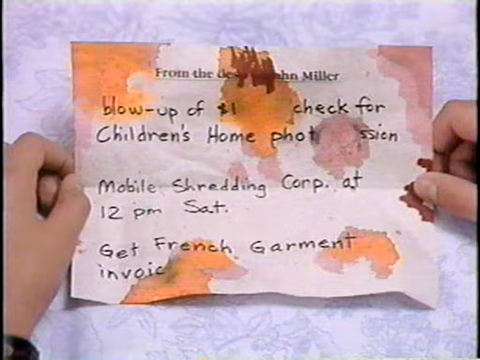 From the de hn Miller
blow-up of $1 check for
Children's Home phot ssion
Mobile Shredding Corp. at
12 pm Sat.
Get French Garment
invoic